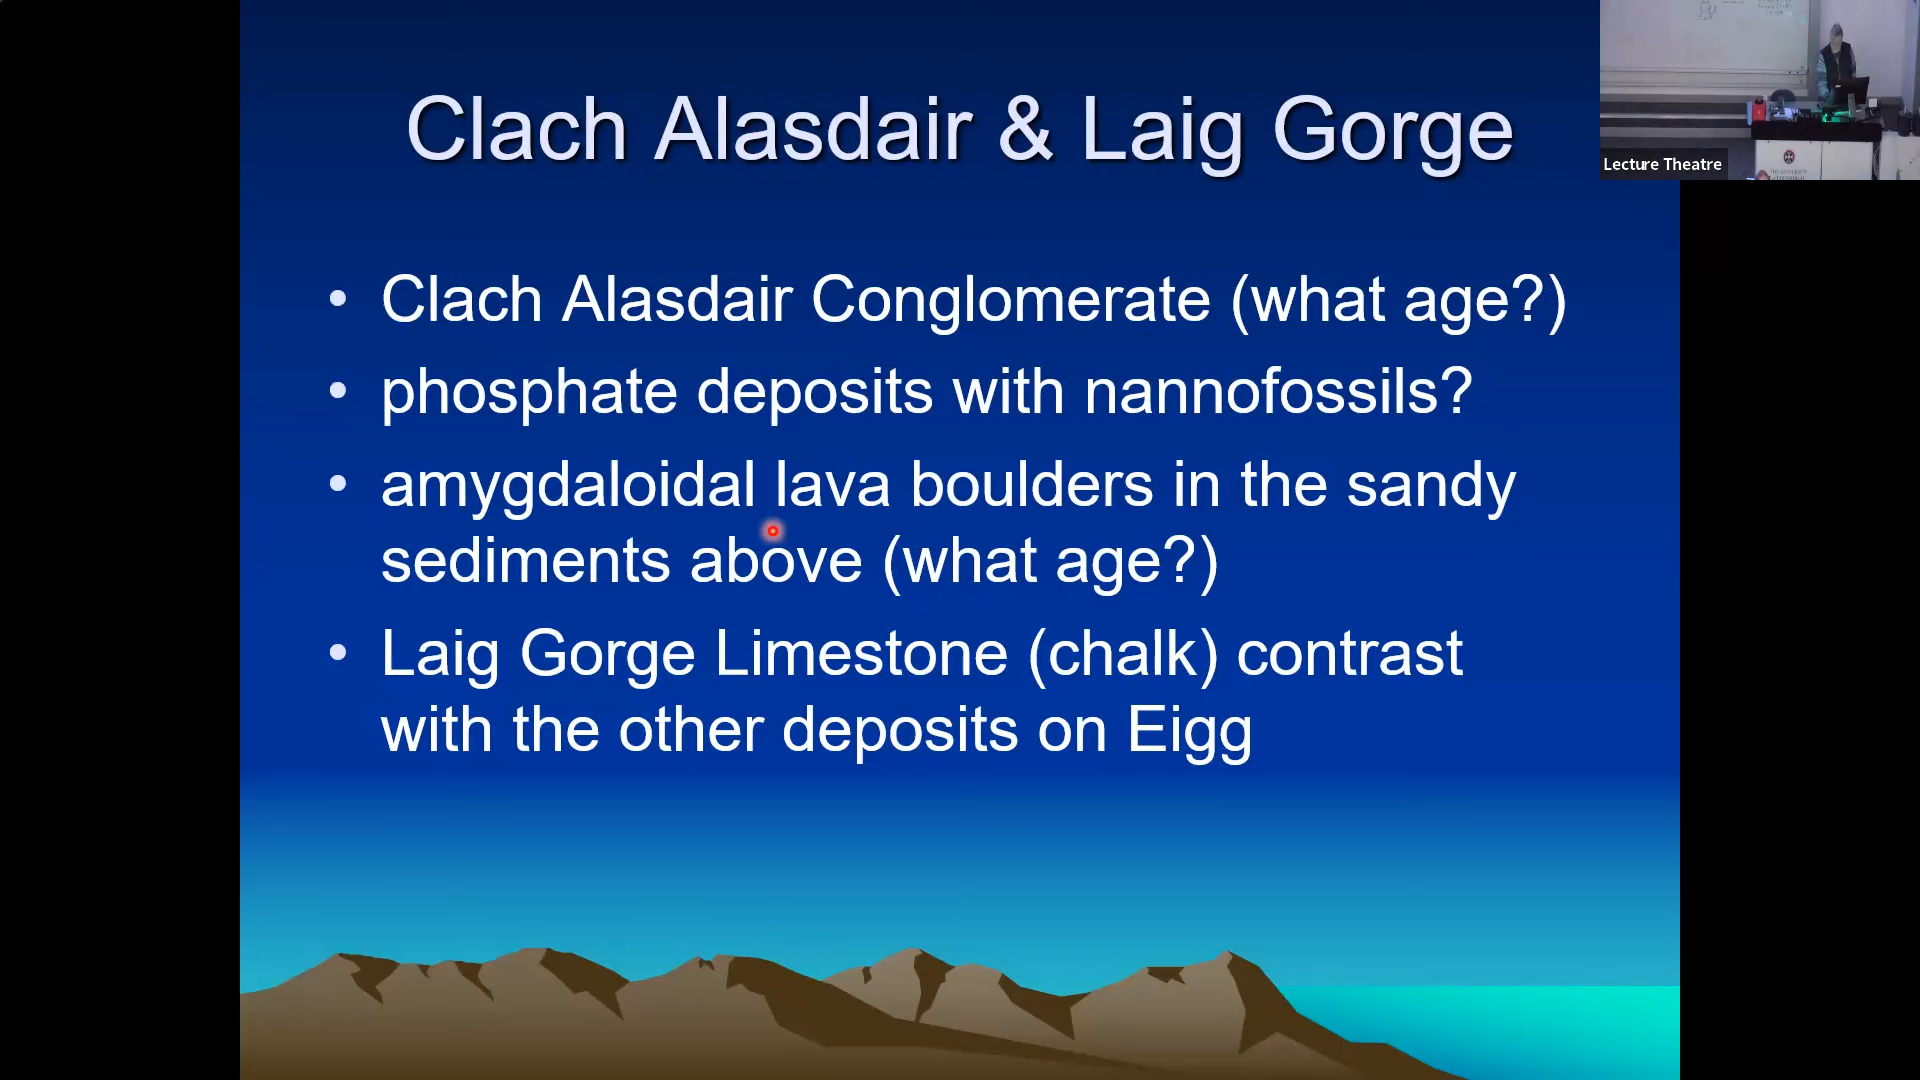 Clach Alasdair & Laig Gorge
Lecture Theatre
• Clach Alasdair Conglomerate (what age?)
• phosphate deposits with nannofossils?
• amygdaloidal lava boulders in the sandy
sediments above (what age?)
• Laig Gorge Limestone (chalk) contrast
with the other deposits on Eigg